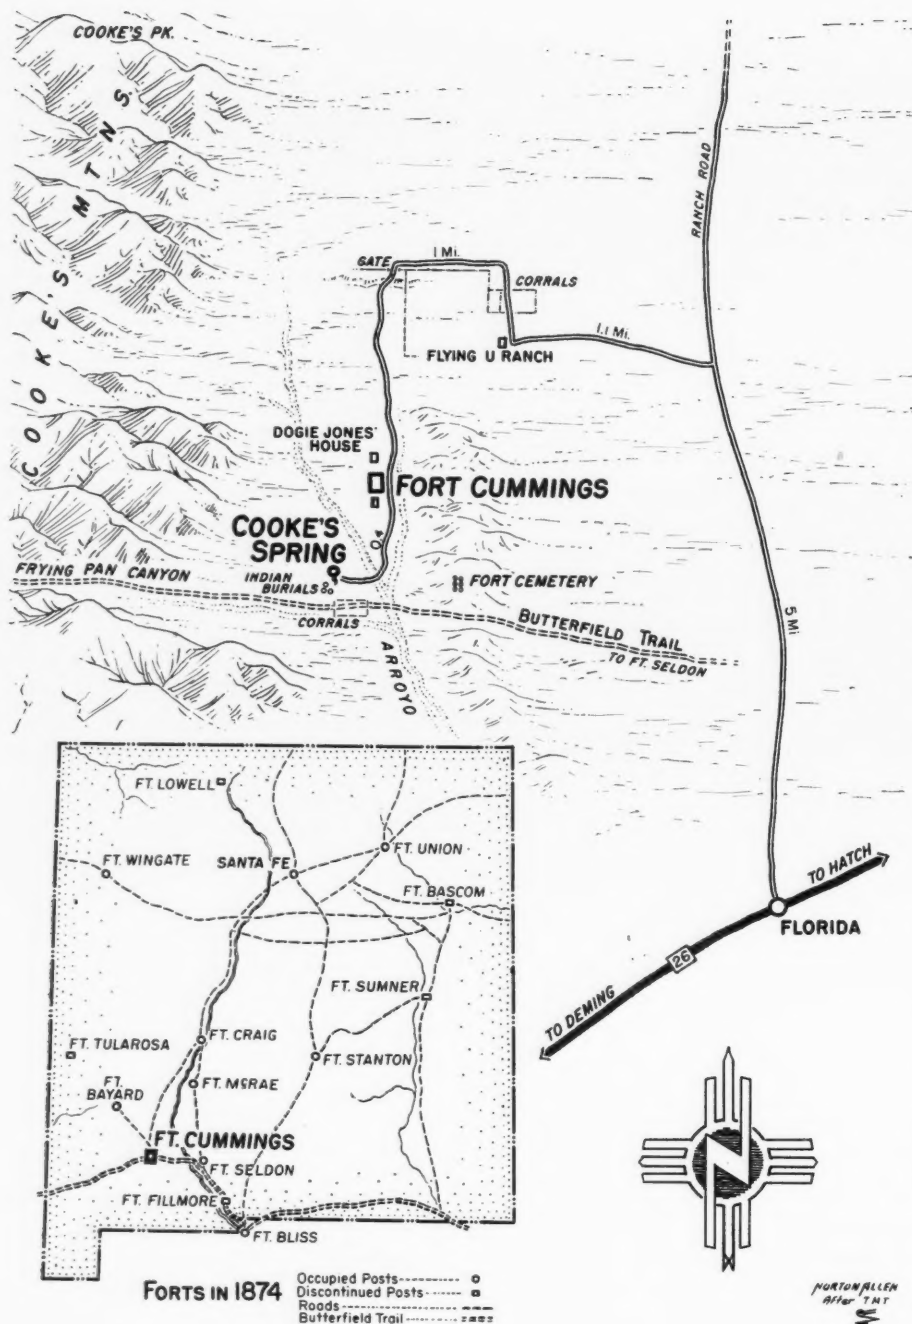 COOKE'S PK.
COOKE'S MTNS.
RANCH ROAD
GATE
1 Mi.
CORRALS
1.1 Mi.
FLYING U RANCH
DOGIE JONES'
HOUSE
FORT CUMMINGS
COOKE'S
SPRING
0.4
FRYING PAN CANYON
INDIAN
BURIALS
FORT CEMETERY
CORRALS
BUTTERFIELD TRAIL
TO FT. SELDON
ARROYO
5 Mi
TO HATCH
FLORIDA
26
TO DEMING
FT. LOWELL
FT. WINGATE
SANTA FE
FT. UNION
FT. BASCOM
FT. SUMNER
FT. CRAIG
FT. TULAROSA
FT. STANTON
FT. McRAE
FT.
BAYARD
FT. CUMMINGS
FT. SELDON
FT. FILLMORE
FT. BLISS
N
FORTS IN 1874
Occupied Posts
Discontinued Posts
Roads
Butterfield Trail
NORTON ALLEN
After TMT